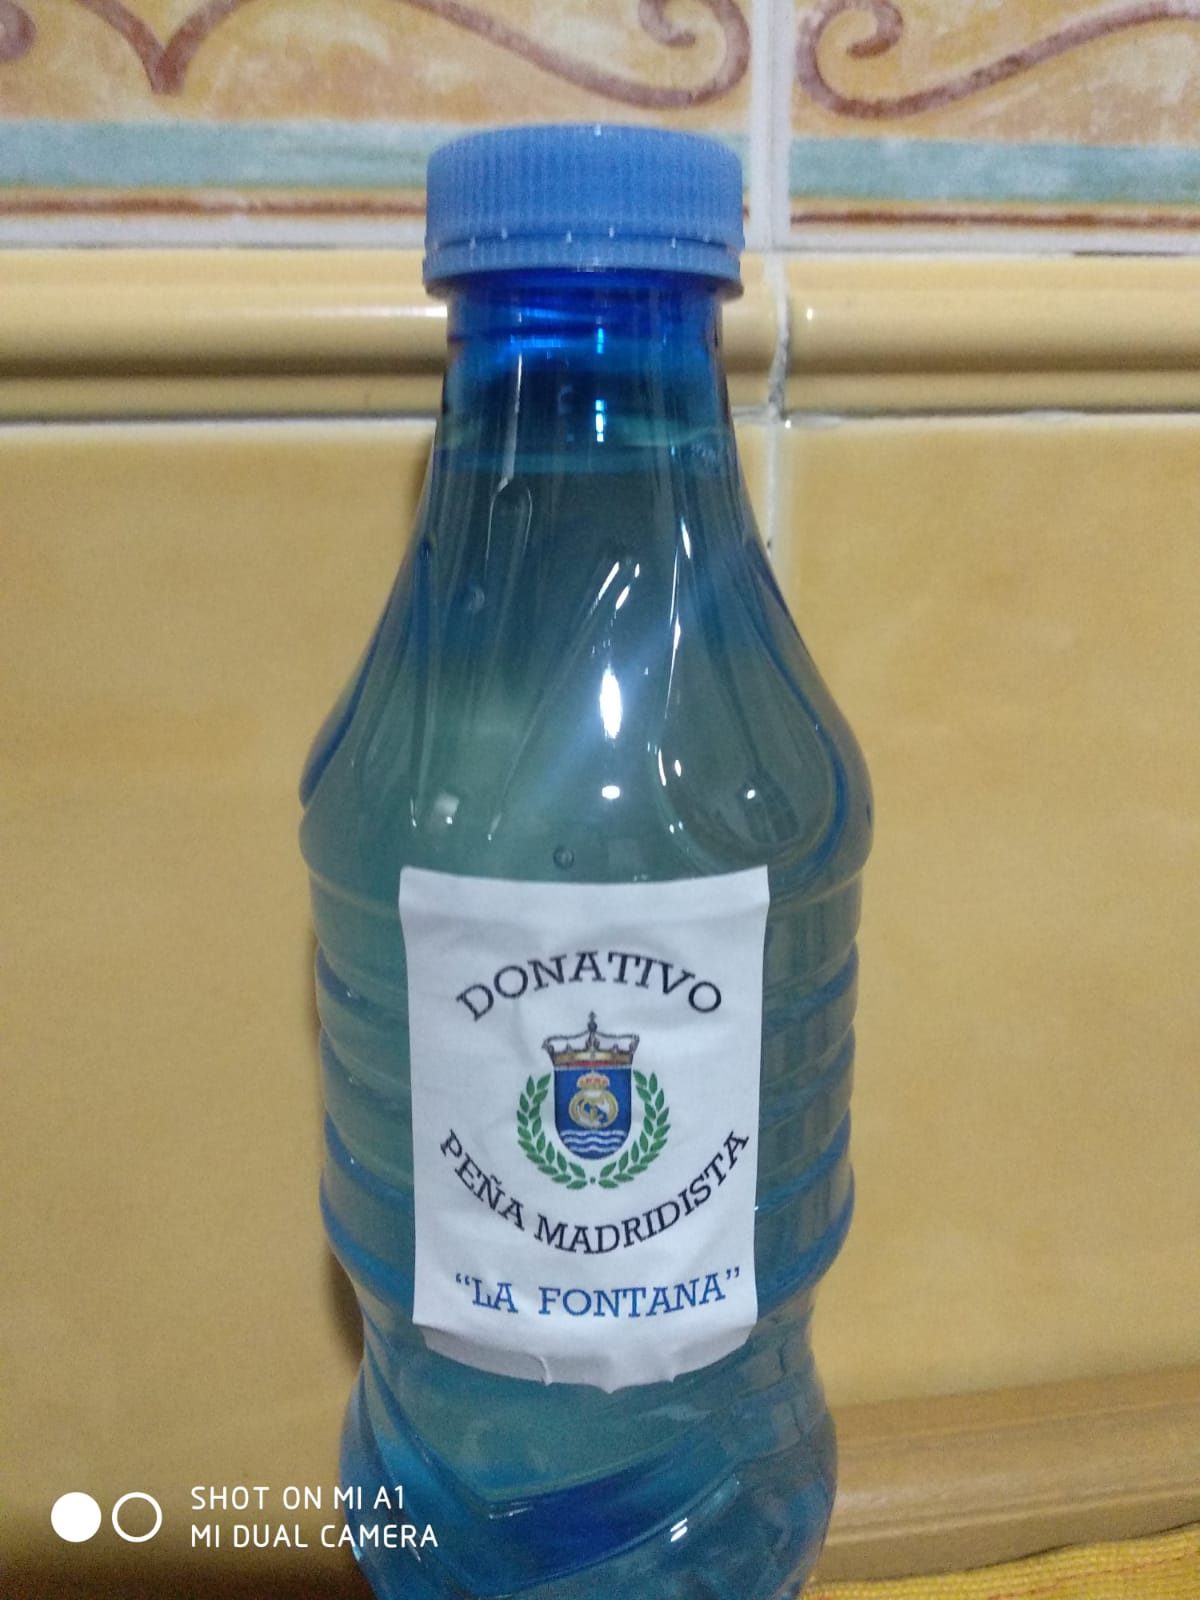 DONATIVO
PEÑA MADRIDISTA
“LA FONTANA”
SHOT ON MI A1
MI DUAL CAMERA